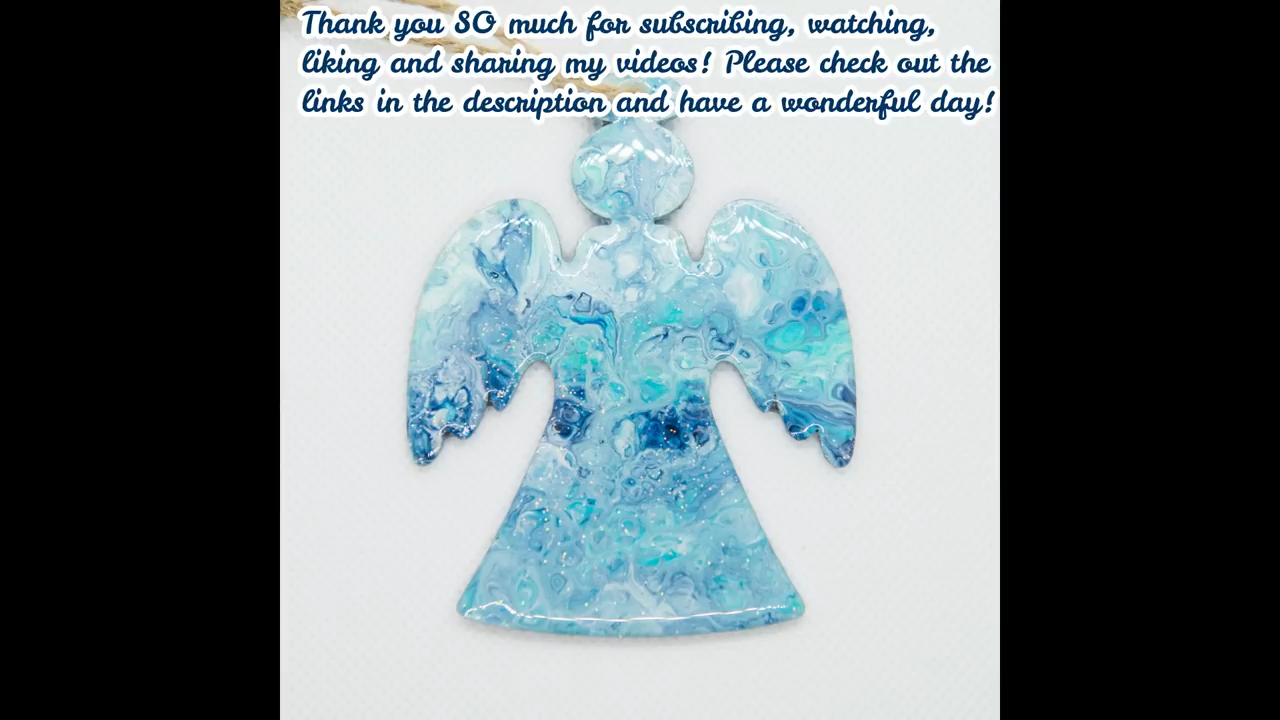 Thank you SO much for subscribing, watching,
liking and sharing my videos! Please check out the
links in the description and have a wonderful day!